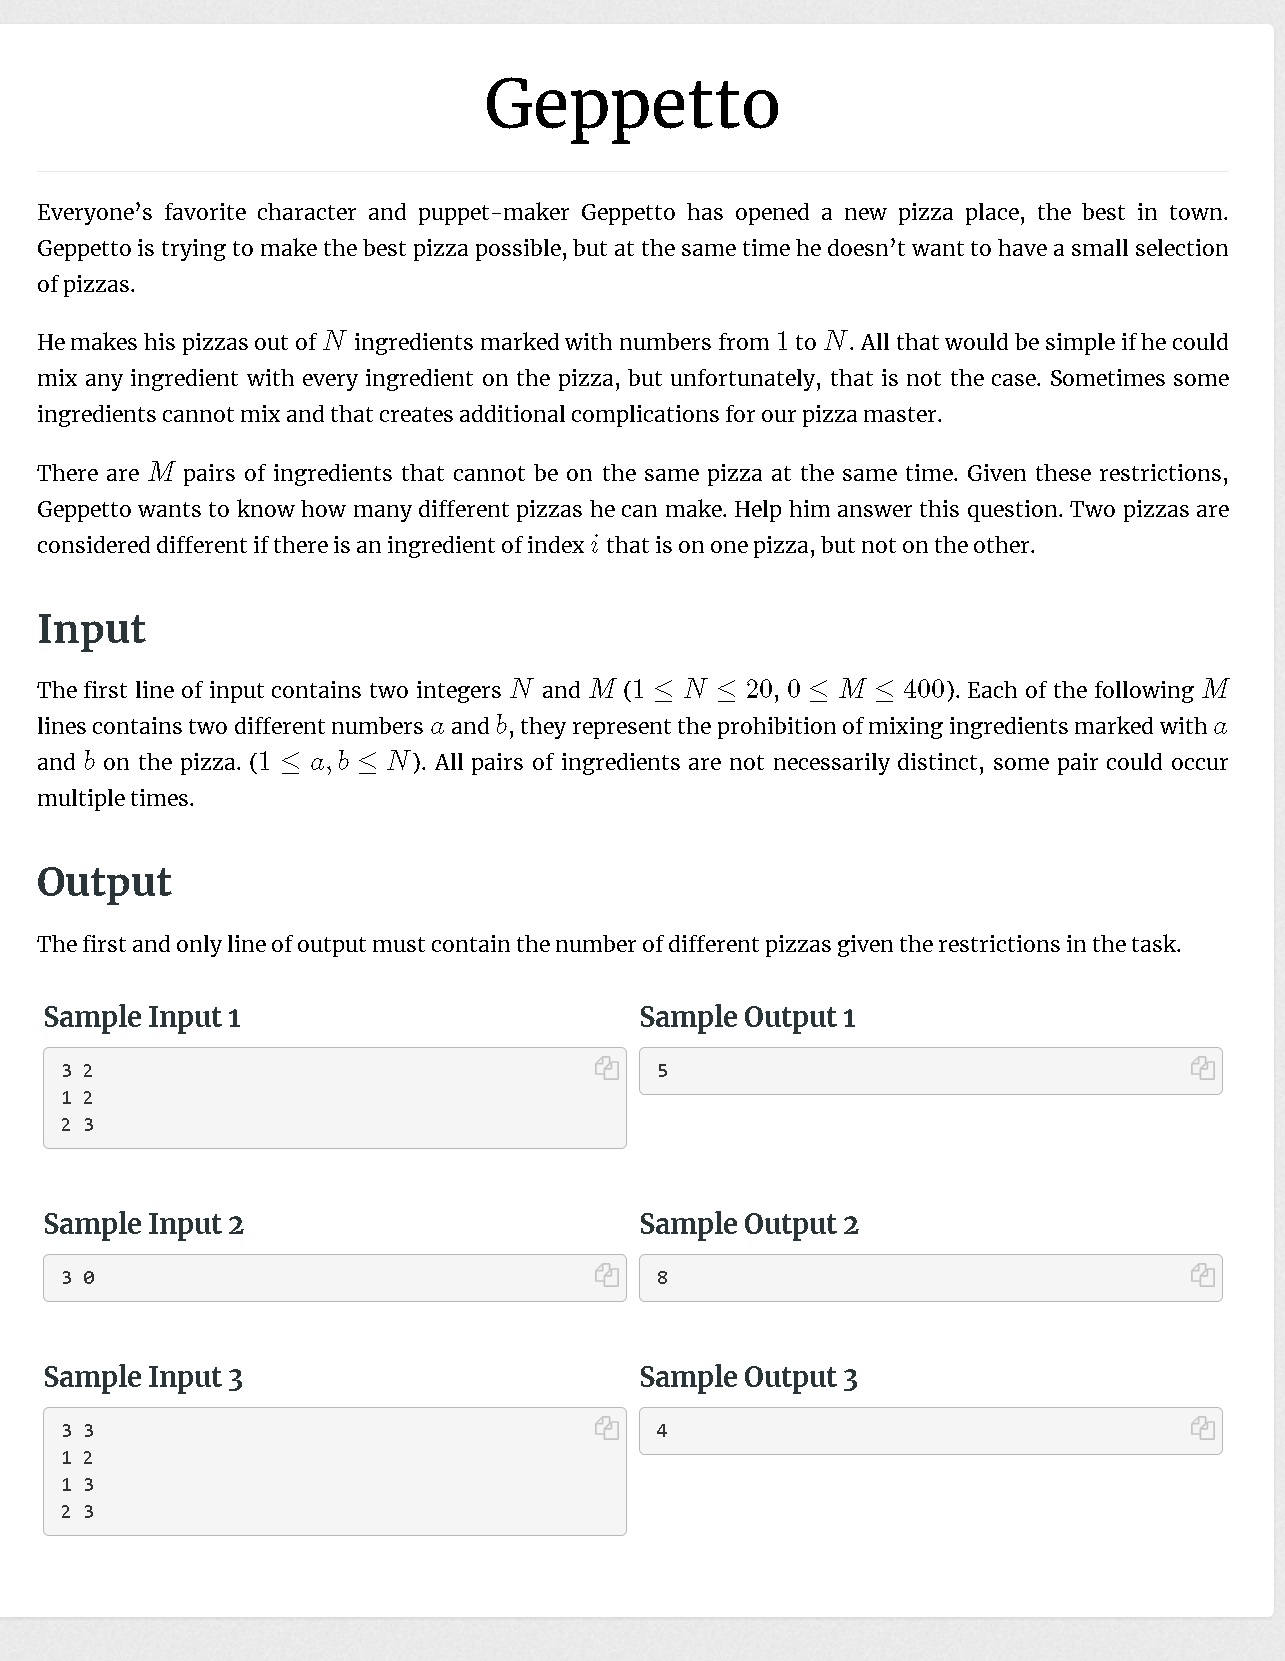 Geppetto
Everyone’s favorite character and puppet-maker Geppetto has opened a new pizza place, the best in town.
Geppetto is trying to make the best pizza possible, but at the same time he doesn’t want to have a small selection
of pizzas.
He makes his pizzas out of N ingredients marked with numbers from 1 to N. All that would be simple if he could
mix any ingredient with every ingredient on the pizza, but unfortunately, that is not the case. Sometimes some
ingredients cannot mix and that creates additional complications for our pizza master.
There are M pairs of ingredients that cannot be on the same pizza at the same time. Given these restrictions,
Geppetto wants to know how many different pizzas he can make. Help him answer this question. Two pizzas are
considered different if there is an ingredient of index i that is on one pizza, but not on the other.
Input
The first line of input contains two integers N and M (1 ≤ N ≤ 20, 0 ≤ M ≤ 400). Each of the following M
lines contains two different numbers a and b, they represent the prohibition of mixing ingredients marked with a
and b on the pizza. (1 ≤ a, b ≤ N). All pairs of ingredients are not necessarily distinct, some pair could occur
multiple times.
Output
The first and only line of output must contain the number of different pizzas given the restrictions in the task.
Sample Input 1
3 2
1 2
2 3
Sample Output 1
5
Sample Input 2
3 0
Sample Output 2
8
Sample Input 3
3 3
1 2
1 3
2 3
Sample Output 3
4